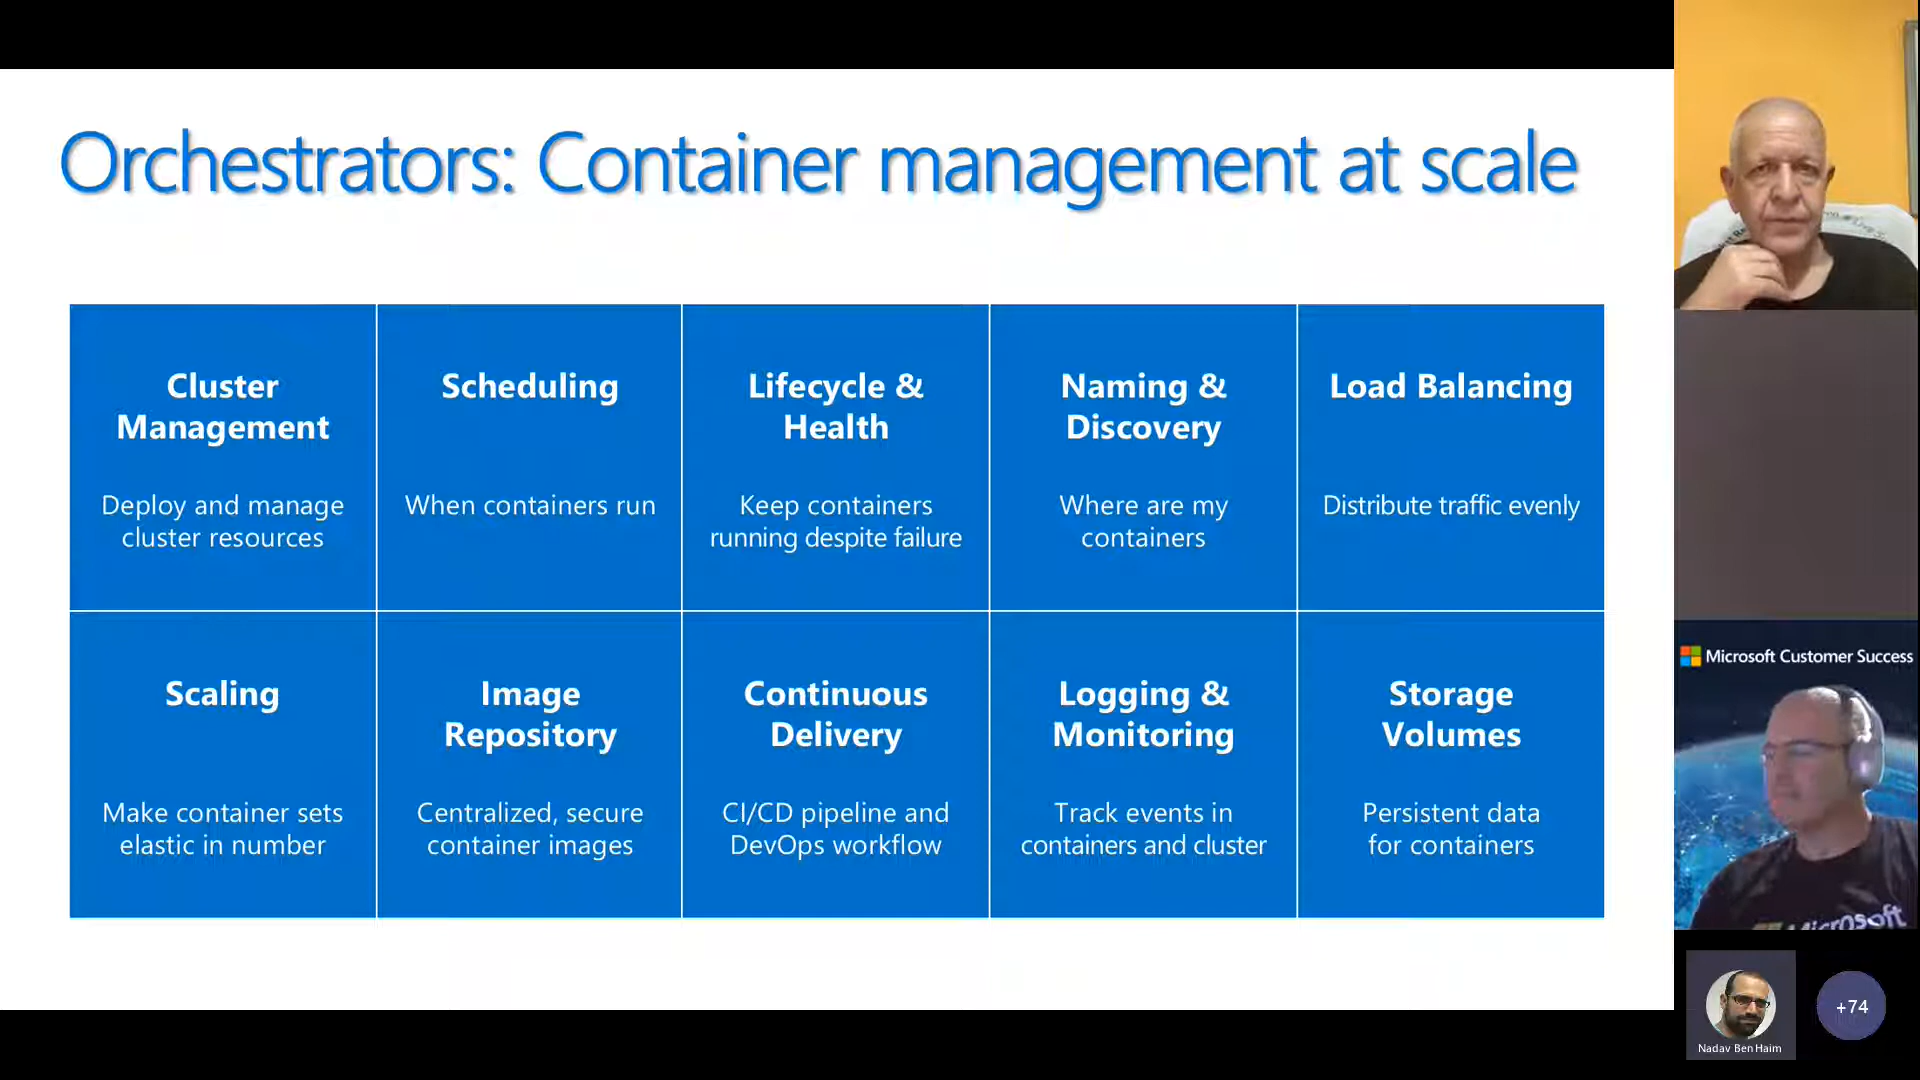 Orchestrators: Container management at scale
Cluster
Management
Deploy and manage
cluster resources
Scheduling
When containers run
Lifecycle &
Health
Keep containers
running despite failure
Naming &
Discovery
Where are my
containers
Load Balancing
Distribute traffic evenly
Scaling
Make container sets
elastic in number
Image
Repository
Centralized, secure
container images
Continuous
Delivery
CI/CD pipeline and
DevOps workflow
Logging &
Monitoring
Track events in
containers and cluster
Storage
Volumes
Persistent data
for containers
Microsoft Customer Success
Microsoft
Nadav Ben Haim
+74